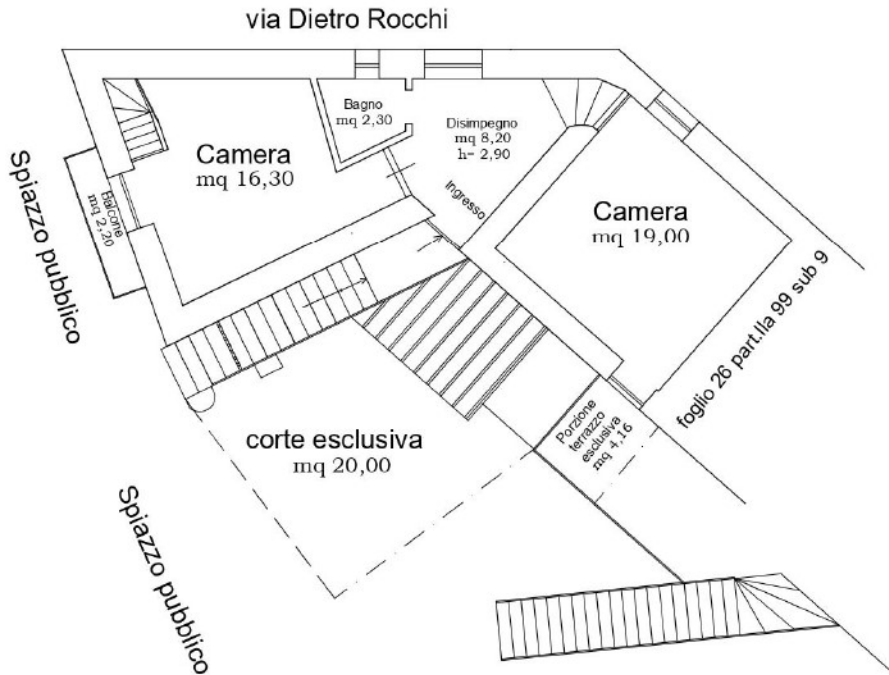 via Dietro Rocchi
Bagno
mq 2,30
Disimpegno
mq 8,20
h= 2,90
Camera
mq 16,30
Ingresso
Camera
mq 19,00
Spiazzo pubblico
Balcone
mq 2,20
foglio 26 part.lla 99 sub 9
corte esclusiva
mq 20,00
Porzione
terrazzo
esclusiva
mq 4,16
Spiazzo pubblico